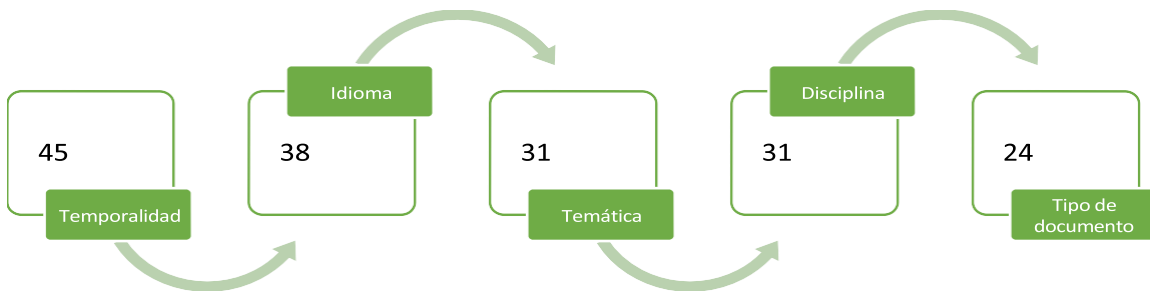 45
Temporalidad
Idioma
38
31
Temática
Disciplina
31
24
Tipo de
documento